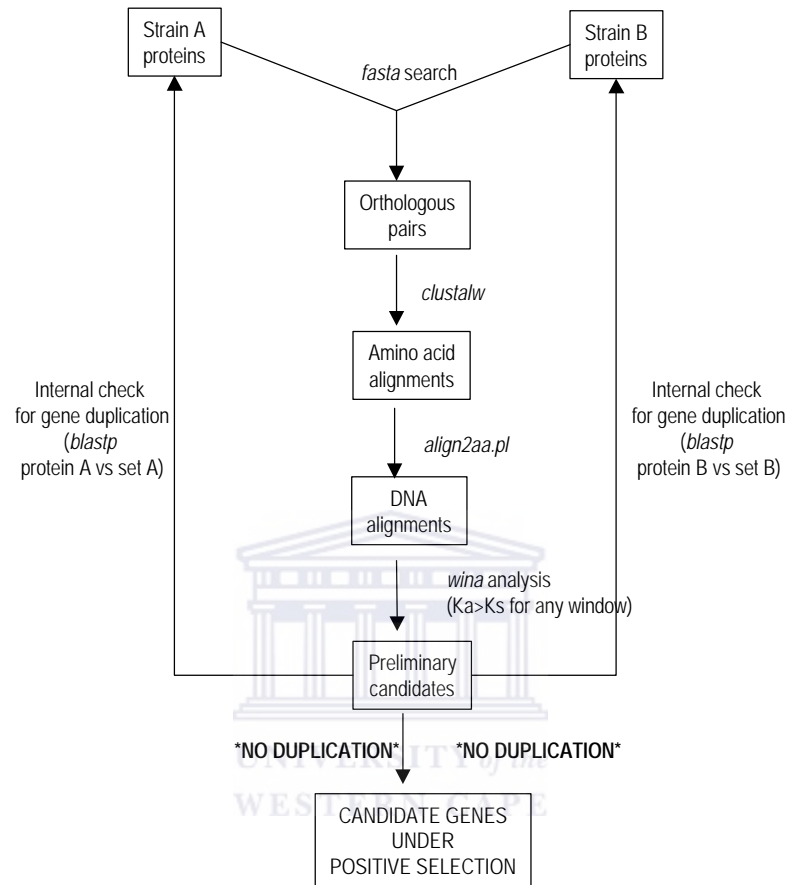 Strain A
proteins
Strain B
proteins
fasta search
Orthologous
pairs
clustalw
Amino acid
alignments
Internal check
for gene duplication
(blastp
protein A vs set A)
Internal check
for gene duplication
(blastp
protein B vs set B)
align2aa.pl
DNA
alignments
wina analysis
(Ka>Ks for any window)
Preliminary
candidates
*NO DUPLICATION*
*NO DUPLICATION*
UNIVERSITY of the
WESTERN CAPE
CANDIDATE GENES
UNDER
POSITIVE SELECTION